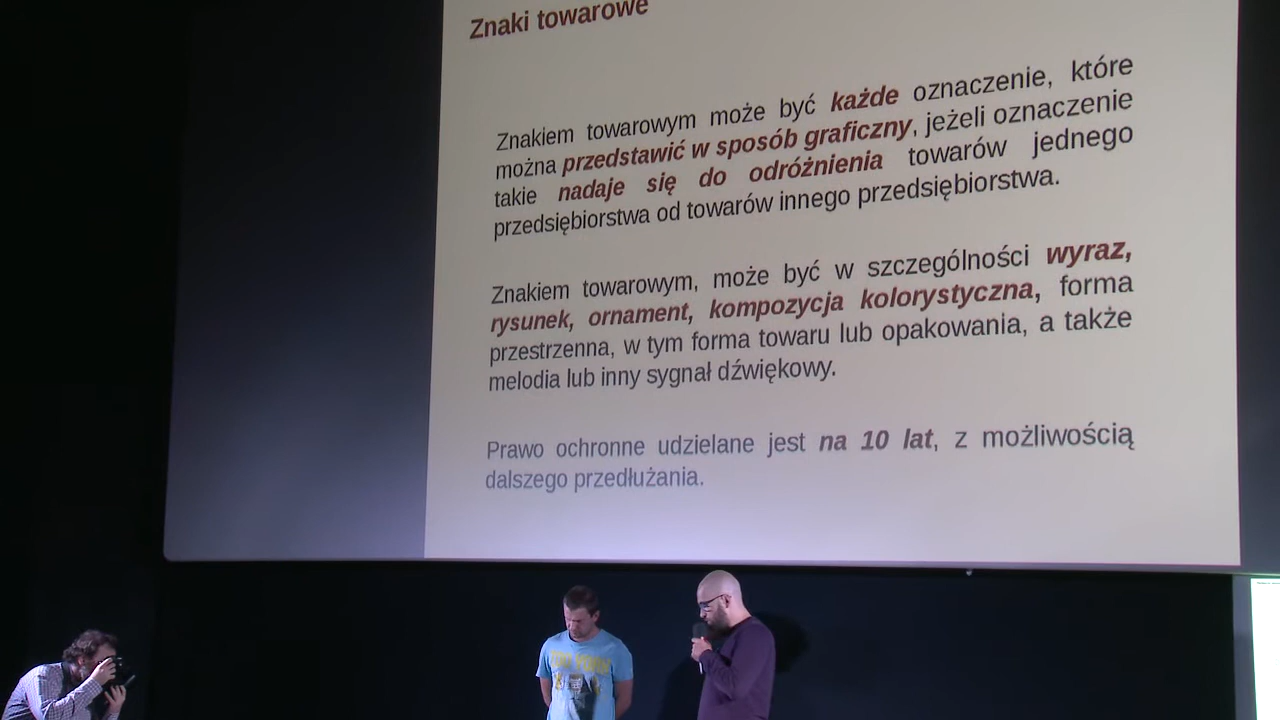 Znaki towarowe
Znakiem towarowym może być każde oznaczenie, które
można przedstawić w sposób graficzny, jeżeli oznaczenie
takie nadaje się do odróżnienia towarów jednego
przedsiębiorstwa od towarów innego przedsiębiorstwa.
Znakiem towarowym, może być w szczególności wyraz,
rysunek, ornament, kompozycja kolorystyczna, forma
przestrzenna, w tym forma towaru lub opakowania, a także
melodia lub inny sygnał dźwiękowy.
Prawo ochronne udzielane jest na 10 lat, z możliwością
dalszego przedłużania.